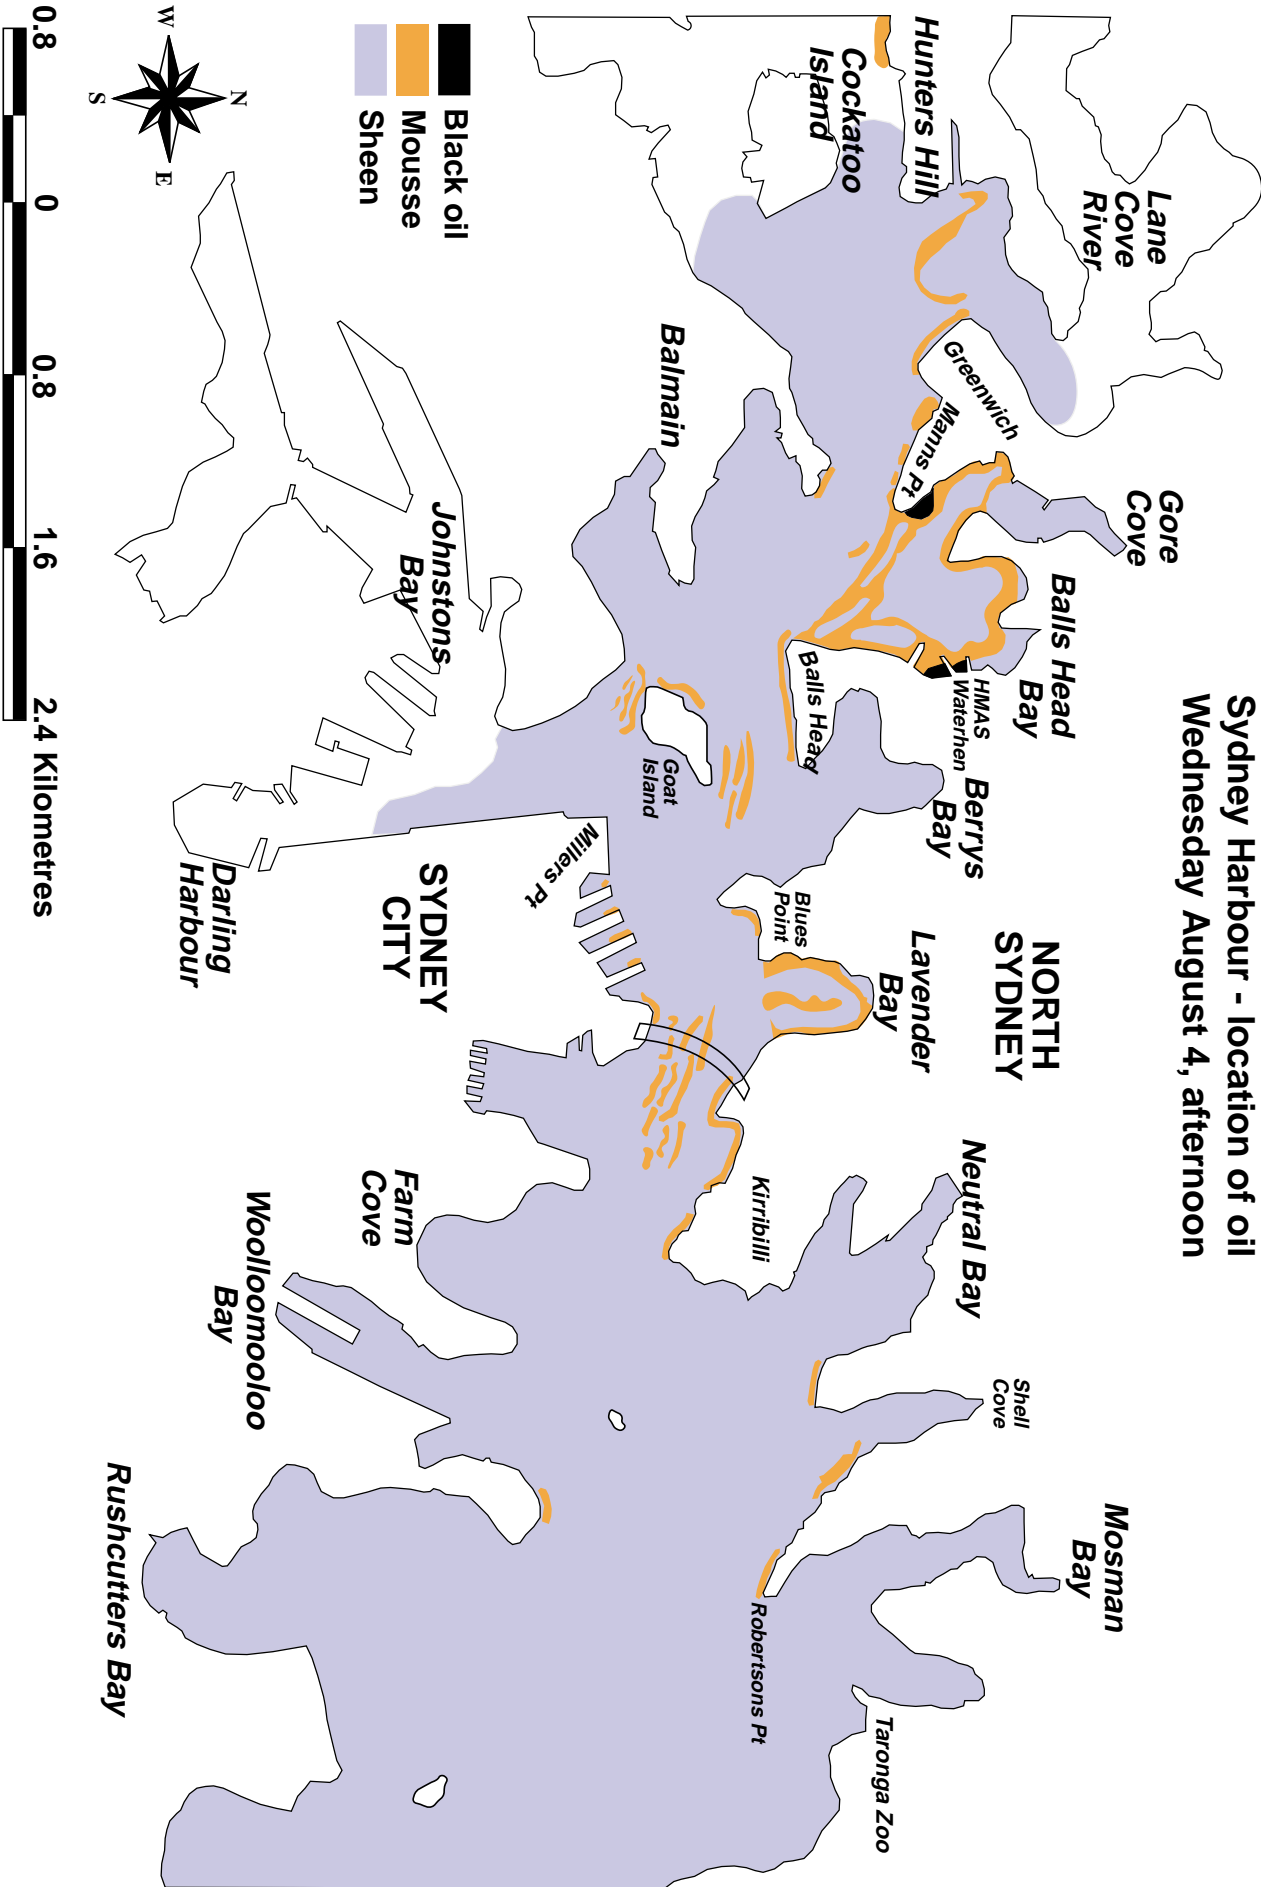 Sydney Harbour - location of oil
Wednesday August 4, afternoon
Lane
Cove
River
Hunters Hill
Cockatoo
Island
Greenwich
Manns Pt
Gore
Cove
Balls Head
Bay
HMAS
Waterhen
Balls Head
Berrys
Bay
NORTH
SYDNEY
Blues
Point
Lavender
Bay
Neutral Bay
Kirribilli
Shell
Cove
Mosman
Bay
Robertsons Pt
Taronga Zoo
Balmain
Goat
Island
Johnstons
Bay
Millers Pt
SYDNEY
CITY
Darling
Harbour
Farm
Cove
Woolloomooloo
Bay
Rushcutters Bay
Black oil
Mousse
Sheen
N
W
E
S
0.8
0
0.8
1.6
2.4 Kilometres